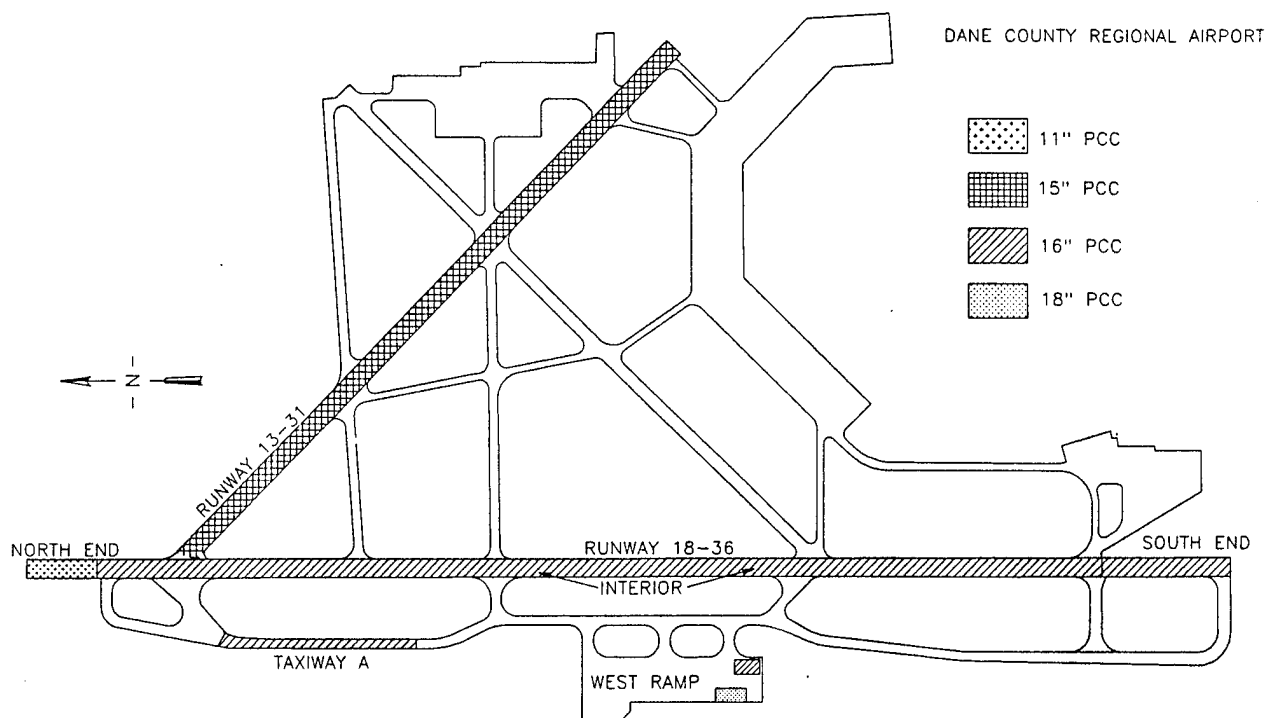 DANE COUNTY REGIONAL AIRPORT
11" PCC
15" PCC
16" PCC
18" PCC
N
RUNWAY 13-31
NORTH END
RUNWAY 18-36
SOUTH END
INTERIOR
TAXIWAY A
WEST RAMP